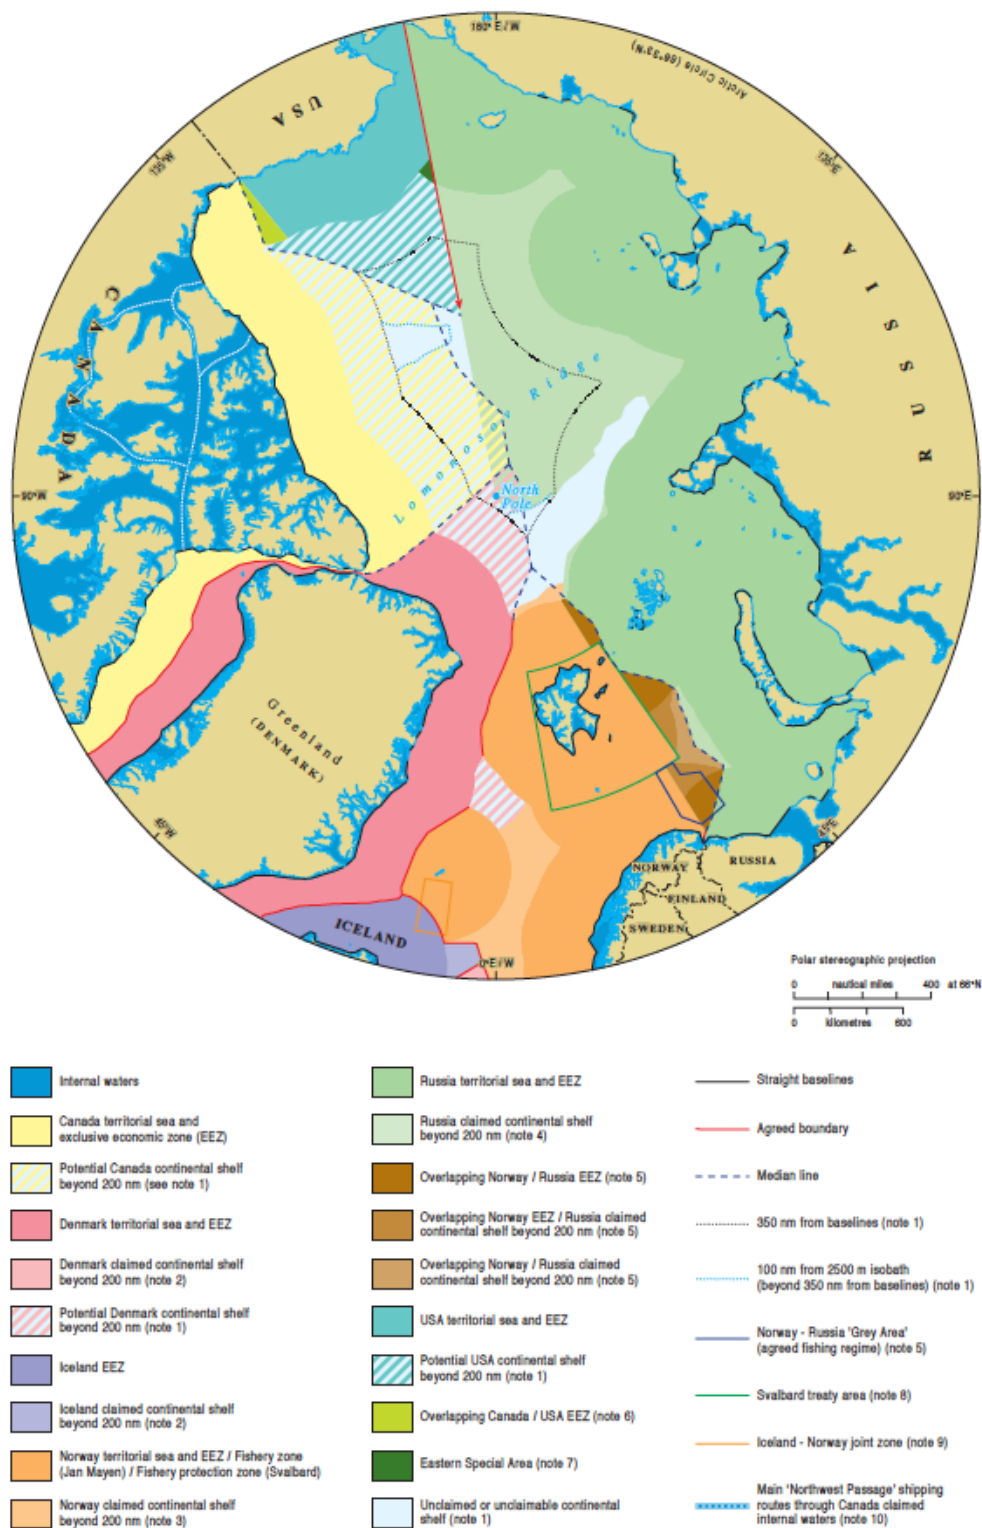 180° E / W
Arctic Circle (66°33'N)
USA
135°W
135°E
CANADA
RUSSIA
Lomonosov Ridge
90°W
North
Pole
90°E
Greenland
(DENMARK)
45°W
45°E
NORWAY
RUSSIA
FINLAND
SWEDEN
ICELAND
0°E / W
Polar stereographic projection
0 nautical miles 400 at 66°N
0 kilometres 600
Internal waters
Canada territorial sea and
exclusive economic zone (EEZ)
Potential Canada continental shelf
beyond 200 nm (see note 1)
Denmark territorial sea and EEZ
Denmark claimed continental shelf
beyond 200 nm (note 2)
Potential Denmark continental shelf
beyond 200 nm (note 1)
Iceland EEZ
Iceland claimed continental shelf
beyond 200 nm (note 2)
Norway territorial sea and EEZ / Fishery zone
(Jan Mayen) / Fishery protection zone (Svalbard)
Norway claimed continental shelf
beyond 200 nm (note 3)
Russia territorial sea and EEZ
Russia claimed continental shelf
beyond 200 nm (note 4)
Overlapping Norway / Russia EEZ (note 5)
Overlapping Norway EEZ / Russia claimed
continental shelf beyond 200 nm (note 5)
Overlapping Norway / Russia claimed
continental shelf beyond 200 nm (note 5)
USA territorial sea and EEZ
Potential USA continental shelf
beyond 200 nm (note 1)
Overlapping Canada / USA EEZ (note 6)
Eastern Special Area (note 7)
Unclaimed or unclaimable continental
shelf (note 1)
Straight baselines
Agreed boundary
Median line
350 nm from baselines (note 1)
100 nm from 2500 m isobath
(beyond 350 nm from baselines) (note 1)
Norway - Russia 'Grey Area'
(agreed fishing regime) (note 5)
Svalbard treaty area (note 8)
Iceland - Norway joint zone (note 9)
Main 'Northwest Passage' shipping
routes through Canada claimed
internal waters (note 10)